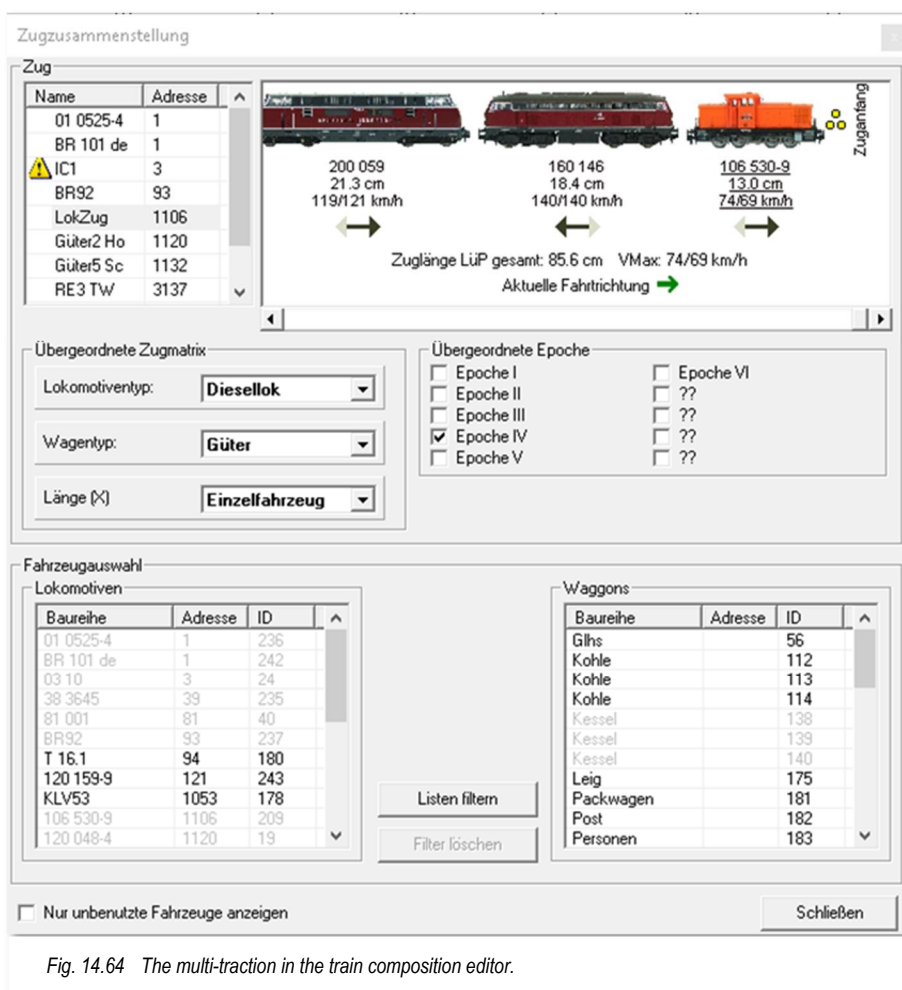 Zugzusammenstellung
x
Zug
Name Adresse
01 0525-4 1
BR 101 de 1
IC1 3
BR92 93
LokZug 1106
Güter2 Ho 1120
Güter5 Sc 1132
RE3 TW 3137
200 059
21.3 cm
119/121 km/h
160 146
18.4 cm
140/140 km/h
106 530-9
13.0 cm
74/69 km/h
Zuganfang
Zuglänge LüP gesamt: 85.6 cm VMax: 74/69 km/h
Aktuelle Fahrtrichtung
Übergeordnete Zugmatrix
Lokomotiventyp: Diesellok
Wagentyp: Güter
Länge (X) Einzelfahrzeug
Übergeordnete Epoche
Epoche I
Epoche II
Epoche III
Epoche IV
Epoche V
Epoche VI
??
??
??
??
Fahrzeugauswahl
Lokomotiven
Baureihe Adresse ID
01 0525-4 1 236
BR 101 de 1 242
03 10 3 24
38 3645 39 235
81 001 81 40
BR92 93 237
T 16.1 94 180
120 159-9 121 243
KLV53 1053 178
106 530-9 1106 209
120 048-4 1120 19
Listen filtern
Filter löschen
Waggons
Baureihe Adresse ID
Glhs 56
Kohle 112
Kohle 113
Kohle 114
Kessel 138
Kessel 139
Kessel 140
Leig 175
Packwagen 181
Post 182
Personen 183
Nur unbenutzte Fahrzeuge anzeigen
Schließen
Fig. 14.64 The multi-traction in the train composition editor.